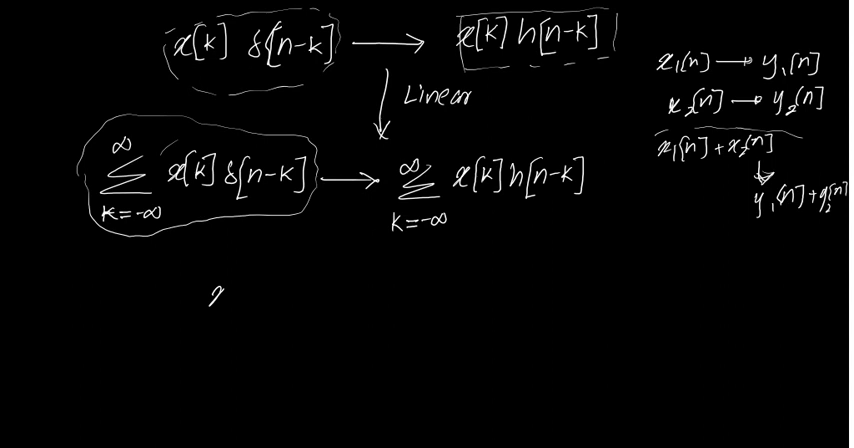 x[k] δ[n-k] → x[k] h[n-k]
Linear
∞ ∑ k=-∞ x[k] δ[n-k] → ∞ ∑ k=-∞ x[k] h[n-k]
x
x₁[n] → y₁[n]
x₂[n] → y₂[n]
x₁[n] + x₂[n]
↓
y₁[n] + y₂[n]